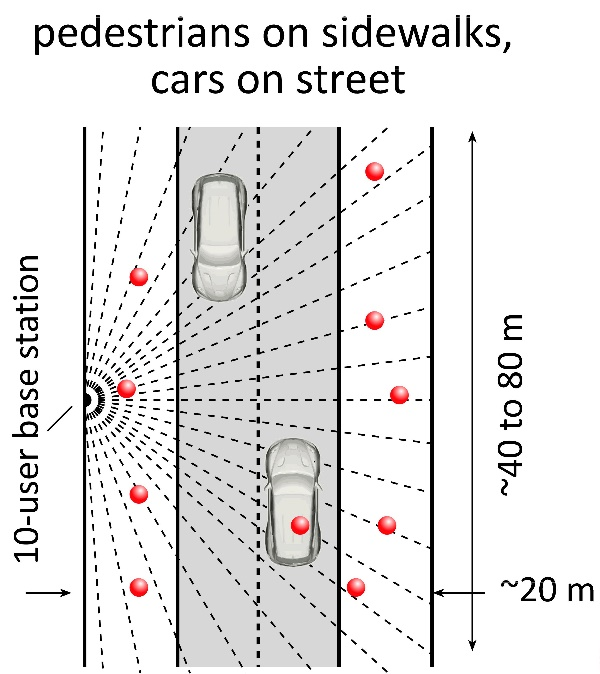 pedestrians on sidewalks,
cars on street
10-user base station
~40 to 80 m
~20 m